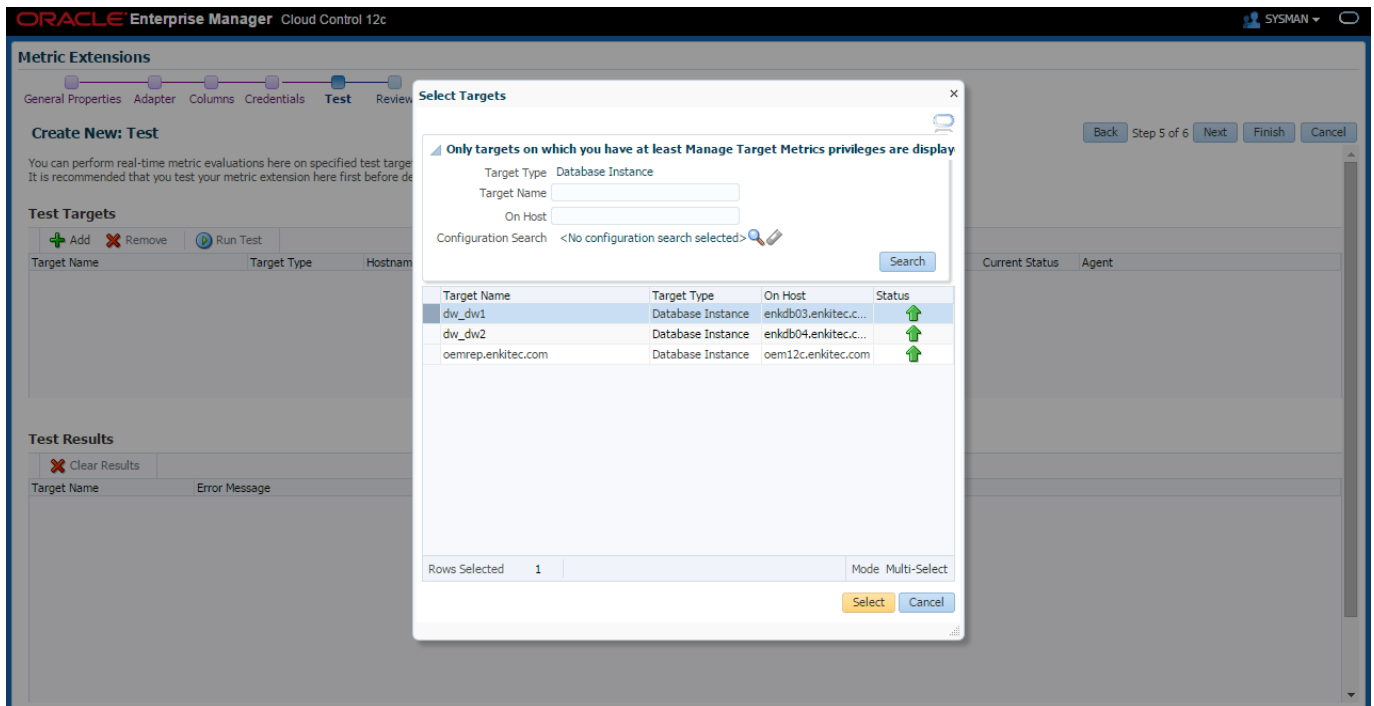 ORACLE Enterprise Manager Cloud Control 12c
SYSMAN
Metric Extensions
General Properties Adapter Columns Credentials Test Review
Create New: Test
Back Step 5 of 6 Next Finish Cancel
You can perform real-time metric evaluations here on specified test targe
It is recommended that you test your metric extension here first before de
Test Targets
Add Remove Run Test
Target Name Target Type Hostnam Current Status Agent
Test Results
Clear Results
Target Name Error Message
Select Targets
Only targets on which you have at least Manage Target Metrics privileges are display
Target Type Database Instance
Target Name
On Host
Configuration Search <No configuration search selected>
Search
Target Name Target Type On Host Status
dw_dw1 Database Instance enkdb03.enkitec.c...
dw_dw2 Database Instance enkdb04.enkitec.c...
oemrep.enkitec.com Database Instance oem12c.enkitec.com
Rows Selected 1 Mode Multi-Select
Select Cancel